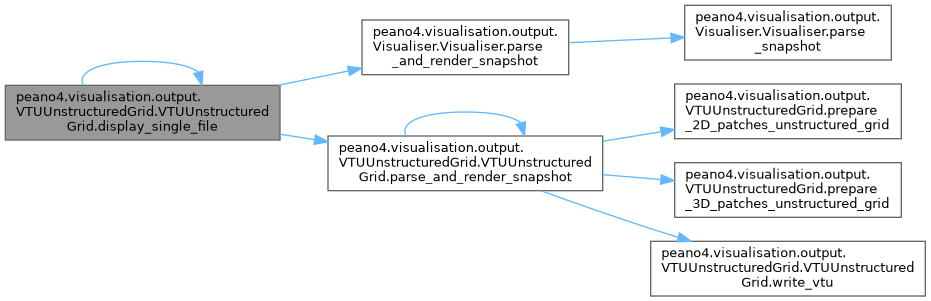 peano4.visualisation.output.
VTUUnstructuredGrid.VTUUnstructured
Grid.display_single_file
peano4.visualisation.output.
Visualiser.Visualiser.parse
_and_render_snapshot
peano4.visualisation.output.
Visualiser.Visualiser.parse
_snapshot
peano4.visualisation.output.
VTUUnstructuredGrid.VTUUnstructured
Grid.parse_and_render_snapshot
peano4.visualisation.output.
VTUUnstructuredGrid.prepare
_2D_patches_unstructured_grid
peano4.visualisation.output.
VTUUnstructuredGrid.prepare
_3D_patches_unstructured_grid
peano4.visualisation.output.
VTUUnstructuredGrid.VTUUnstructured
Grid.write_vtu